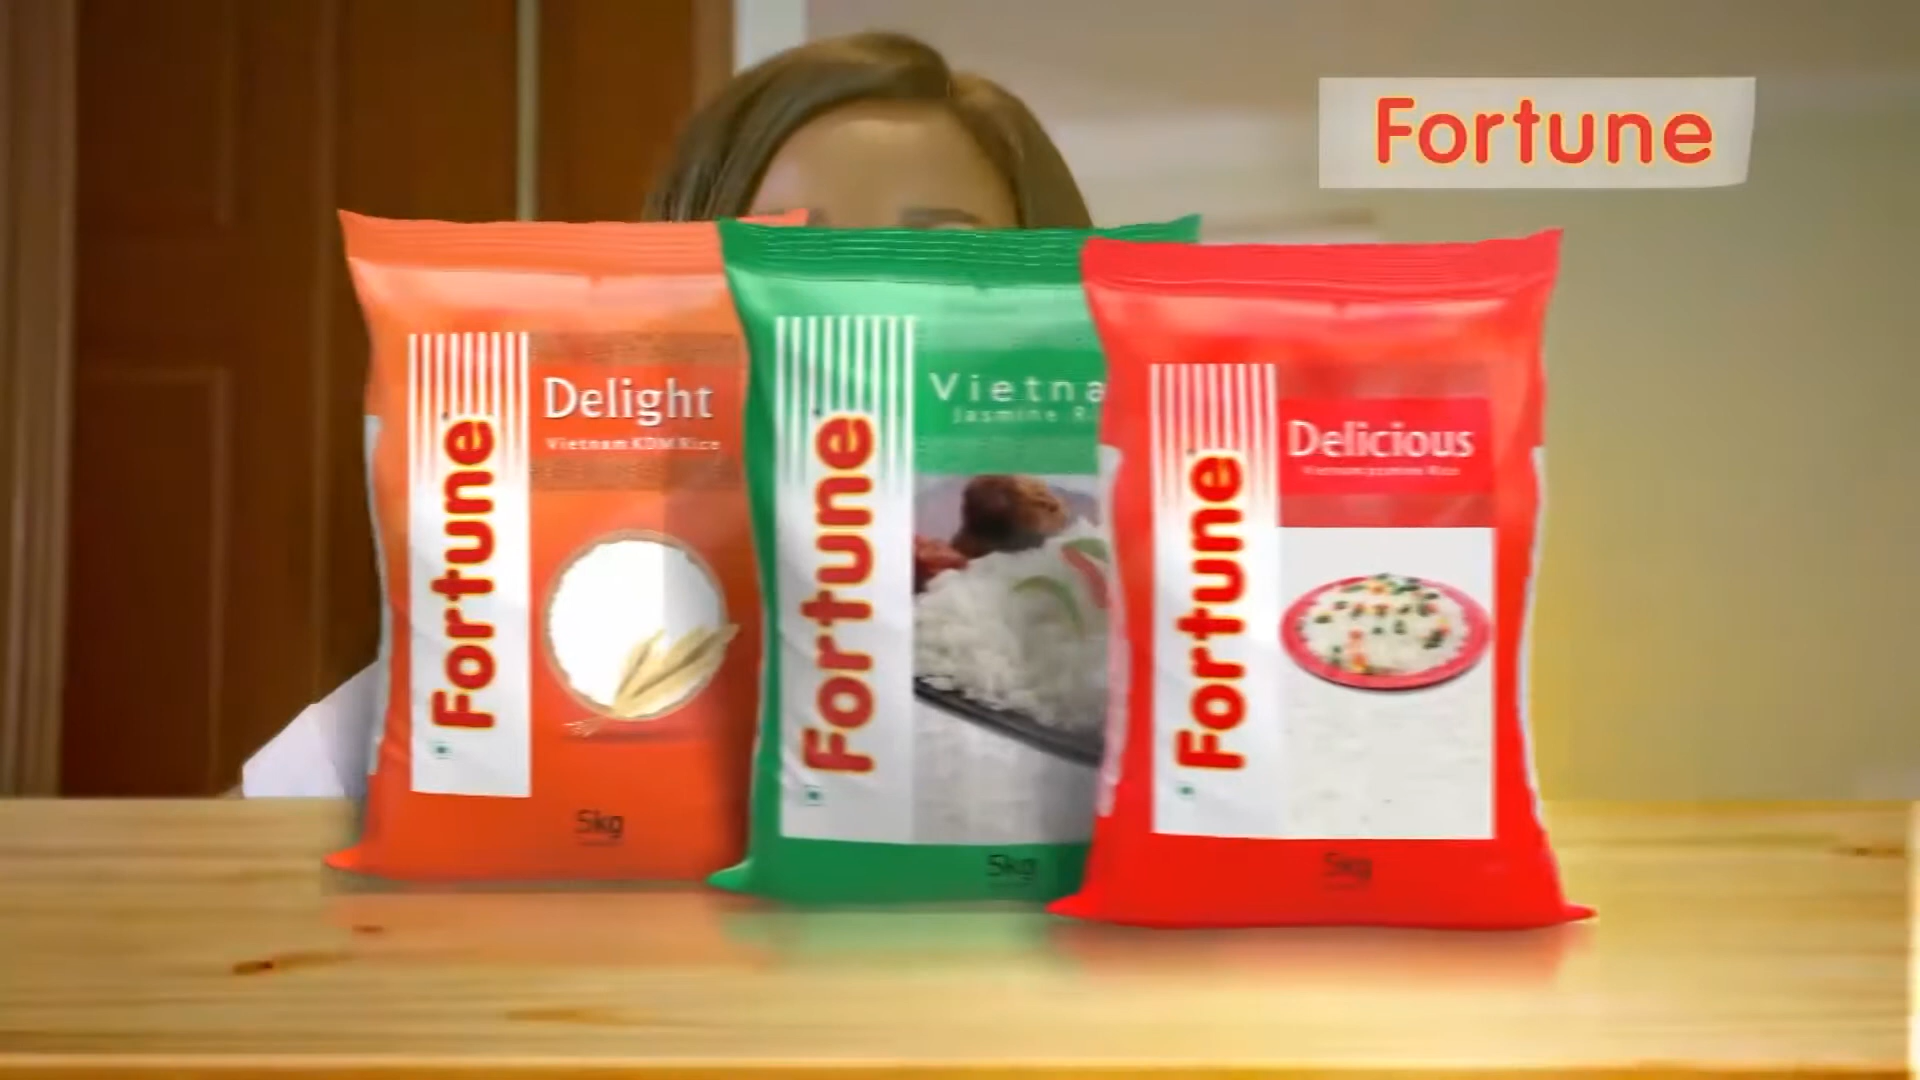 Fortune
Fortune
Delight
Vietnam KDM Rice
5kg
Fortune
Vietna
Jasmine Ri
5kg
Fortune
Delicious
Vietnam Jasmine Rice
5kg